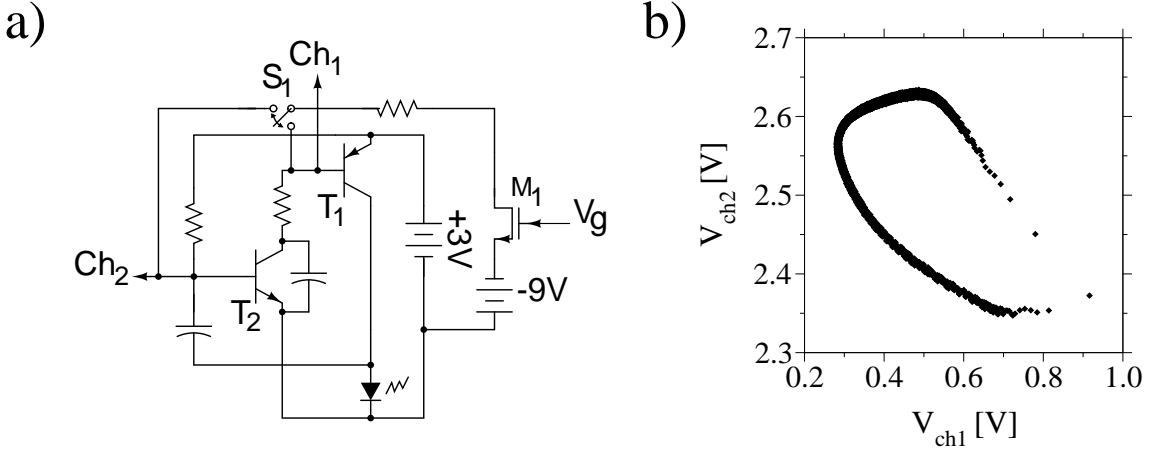 a)
S1
Ch1
T1
+3V
M1
Vg
-9V
Ch2
T2
b)
2.7
2.6
2.5
2.4
2.3
Vch2 [V]
0.2 0.4 0.6 0.8 1.0
Vch1 [V]